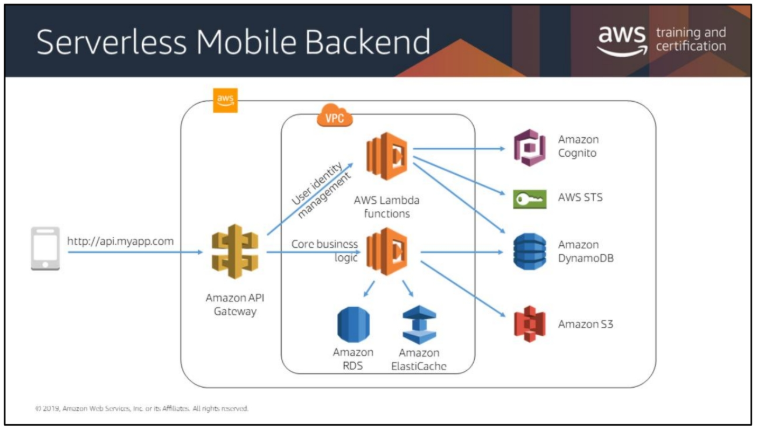 Serverless Mobile Backend
aws
training and
certification
aws
VPC
Amazon
Cognito
User identity
management
AWS Lambda
functions
AWS STS
http://api.myapp.com
Core business
logic
Amazon
DynamoDB
Amazon API
Gateway
Amazon S3
Amazon
RDS
Amazon
ElastiCache
© 2019, Amazon Web Services, Inc. or its Affiliates. All rights reserved.